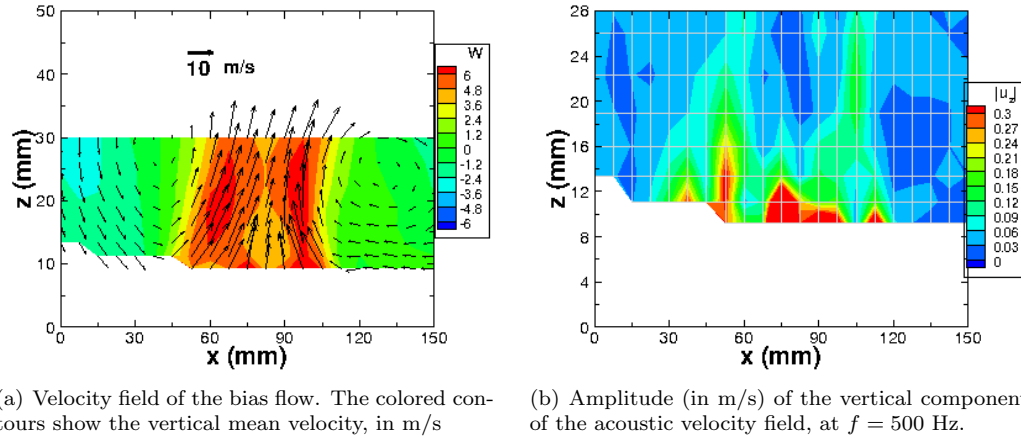 50
40
30
20
10
0
z (mm)
10 m/s
W
6
4.8
3.6
2.4
1.2
0
-1.2
-2.4
-3.6
-4.8
-6
0 30 60 90 120 150
x (mm)
28
24
20
16
12
8
4
0
z (mm)
|u_z|
0.3
0.27
0.24
0.21
0.18
0.15
0.12
0.09
0.06
0.03
0
0 30 60 90 120 150
x (mm)
(a) Velocity field of the bias flow. The colored con-
tours show the vertical mean velocity, in m/s
(b) Amplitude (in m/s) of the vertical component
of the acoustic velocity field, at f = 500 Hz.